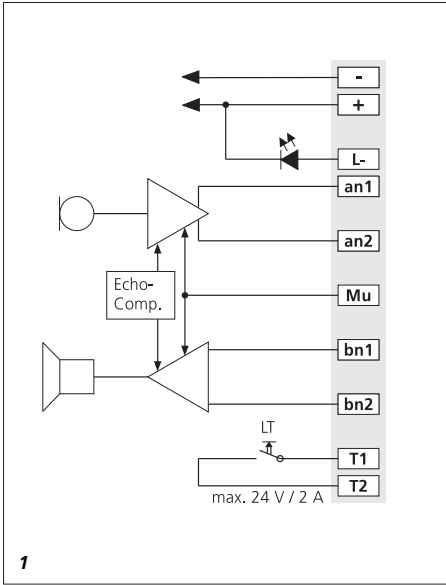 -
+
L-
an1
an2
Echo-
Comp.
Mu
bn1
bn2
LT
T1
T2
max. 24 V / 2 A
1